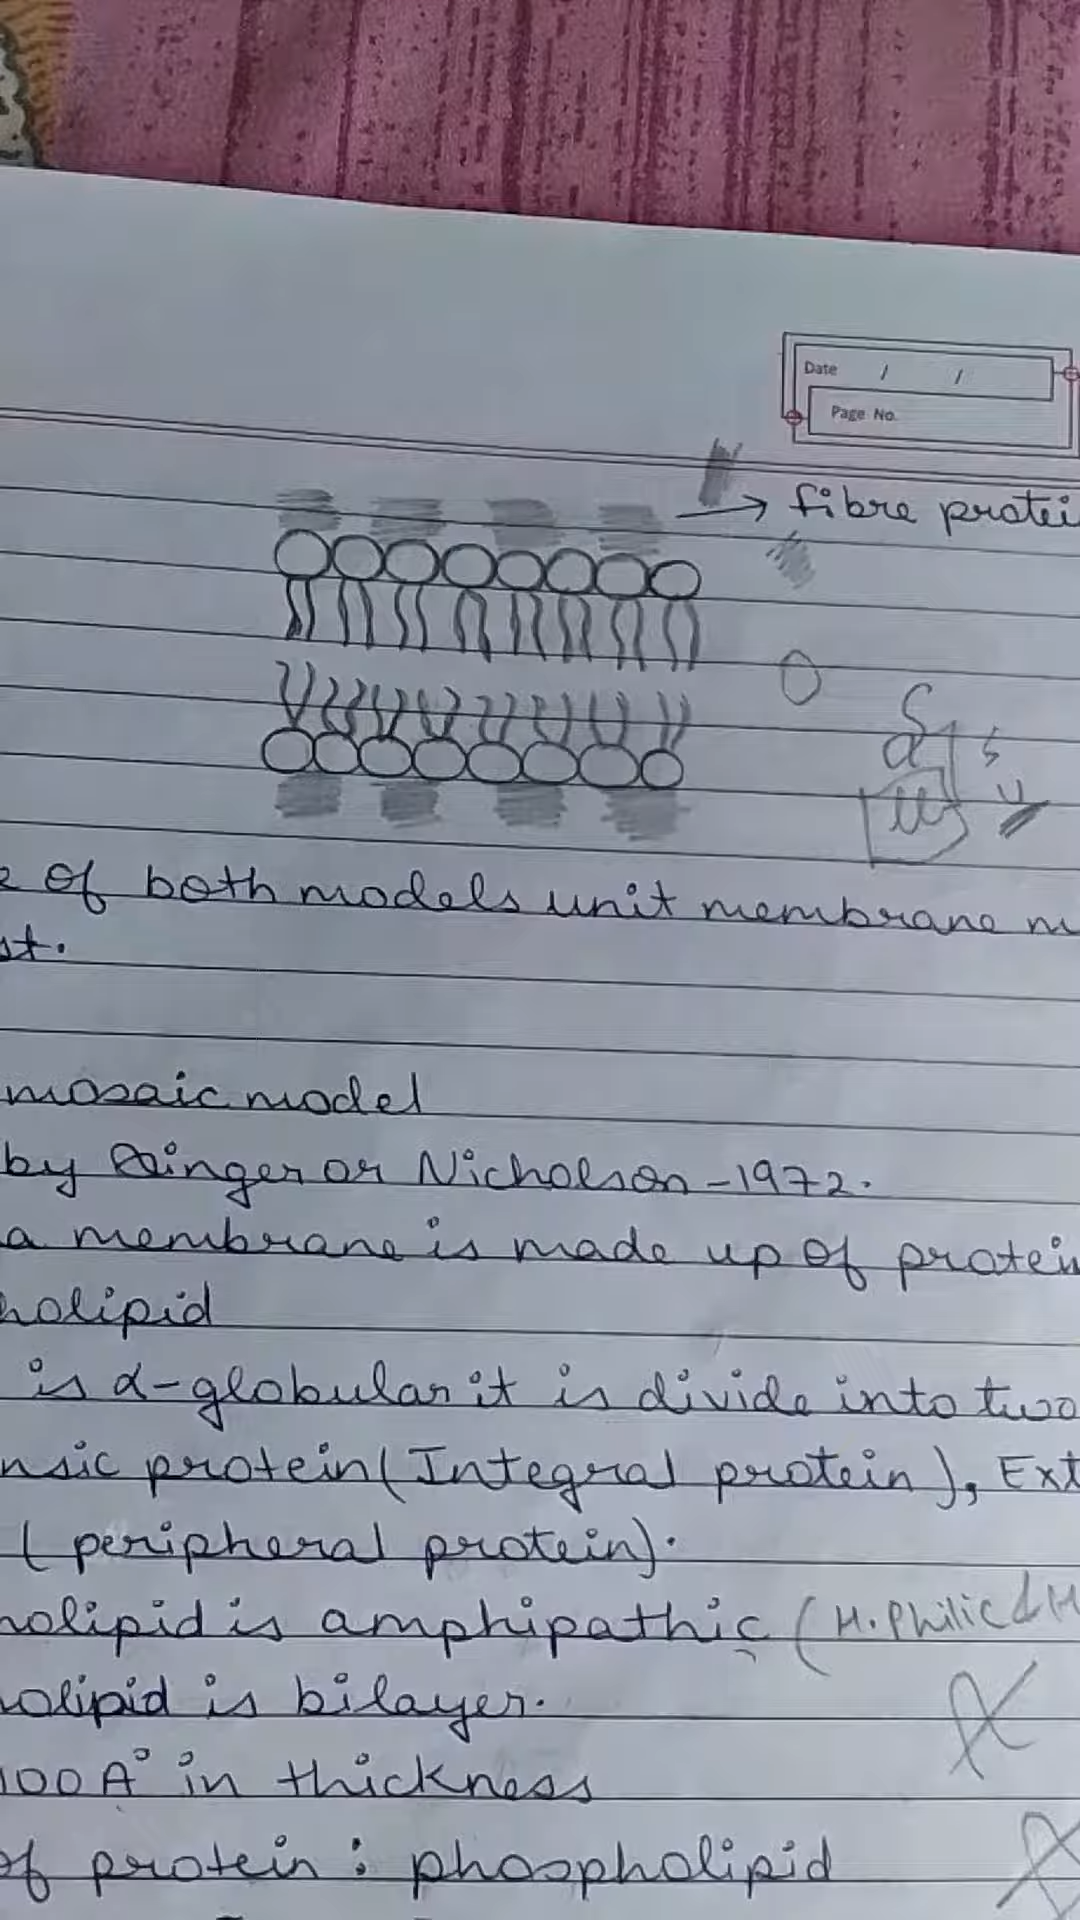 Date / /
Page No.
→ fibre protei
of both models unit membrane m
st.
mosaic model
by Singer or Nicholson - 1972.
a membrane is made up of protein
holipid
is α-globular it is divide into two
nsic protein (Integral protein), Ext
(peripheral protein).
holipid is amphipathic (H.Philic & H
holipid is bilayer.
100 A° in thickness
of protein : phospholipid